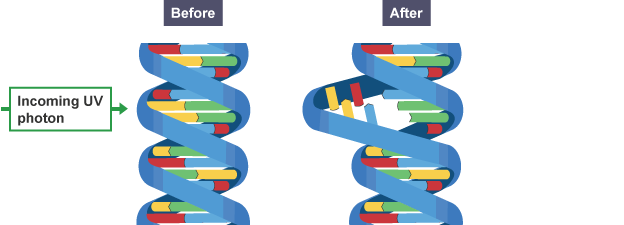 Before
After
Incoming UV
photon